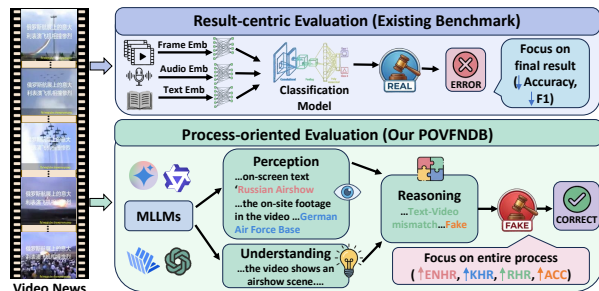 Result-centric Evaluation (Existing Benchmark)
Frame Emb
Audio Emb
Text Emb
Classification
Model
REAL
ERROR
Focus on
final result
(↓Accuracy,
↓F1)
Process-oriented Evaluation (Our POVFNDB)
MLLMs
Perception
...on-screen text
'Russian Airshow
...the on-site footage
in the video ...German
Air Force Base
Understanding
...the video shows an
airshow scene....
Reasoning
...Text-Video
mismatch...Fake
FAKE
CORRECT
Focus on entire process
(↑ENHR, ↑KHR, ↑RHR, ↑ACC)
Video News